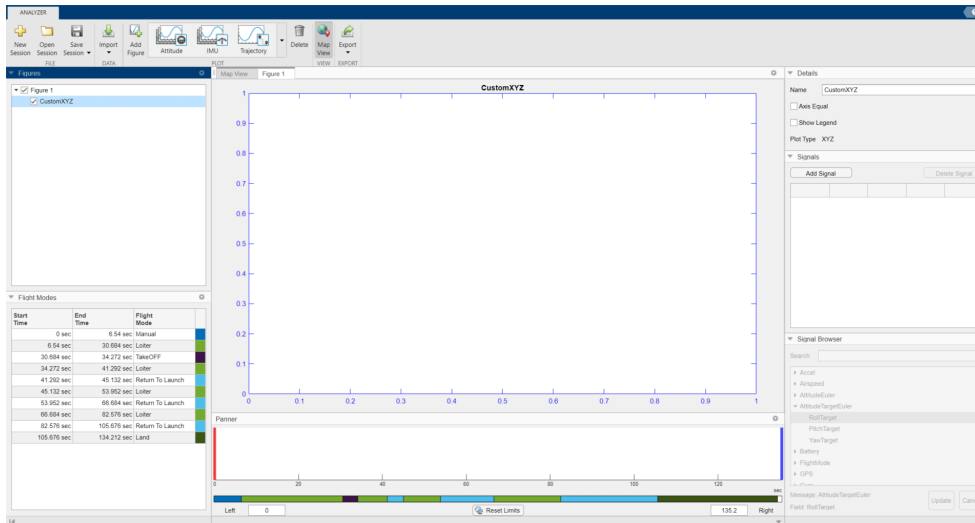 ANALYZER
New Session
Open Session
Save Session
Import
Add Figure
Attitude
IMU
Trajectory
Delete
Map View
Export
FILE
DATA
PLOT
VIEW
EXPORT
Figures
Figure 1
CustomXYZ
Map View
Figure 1
CustomXYZ
1
0.9
0.8
0.7
0.6
0.5
0.4
0.3
0.2
0.1
0
0 0.1 0.2 0.3 0.4 0.5 0.6 0.7 0.8 0.9 1
Details
Name CustomXYZ
Axis Equal
Show Legend
Plot Type XYZ
Signals
Add Signal
Delete Signal
Flight Modes
Start Time End Time Flight Mode
0 sec 6.54 sec Manual
6.54 sec 30.684 sec Loiter
30.684 sec 34.272 sec TakeOFF
34.272 sec 41.292 sec Loiter
41.292 sec 45.132 sec Return To Launch
45.132 sec 53.952 sec Loiter
53.952 sec 66.684 sec Return To Launch
66.684 sec 82.576 sec Loiter
82.576 sec 105.676 sec Return To Launch
105.676 sec 134.212 sec Land
Panner
0 20 40 60 80 100 120
sec
Left 0
Reset Limits
135.2 Right
Signal Browser
Search:
Accel
Airspeed
AttitudeEuler
AttitudeTargetEuler
RollTarget
PitchTarget
YawTarget
Battery
FlightMode
GPS
Message: AttitudeTargetEuler
Field: RollTarget
Update